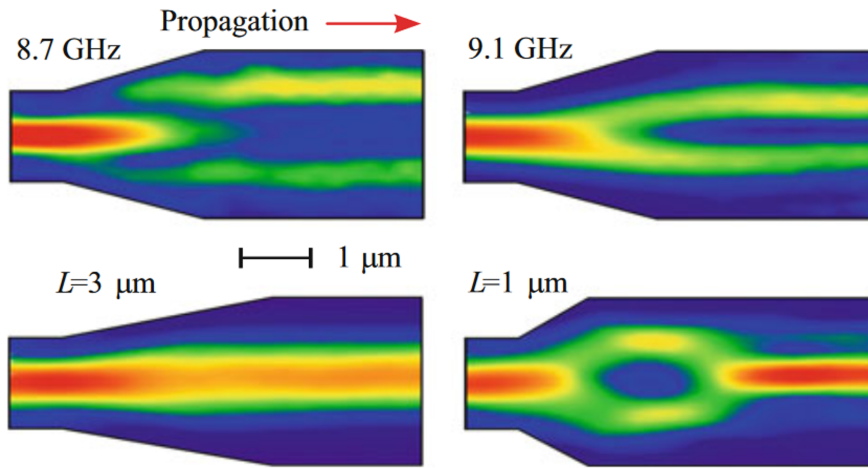 Propagation
8.7 GHz
9.1 GHz
1 μm
L=3 μm
L=1 μm